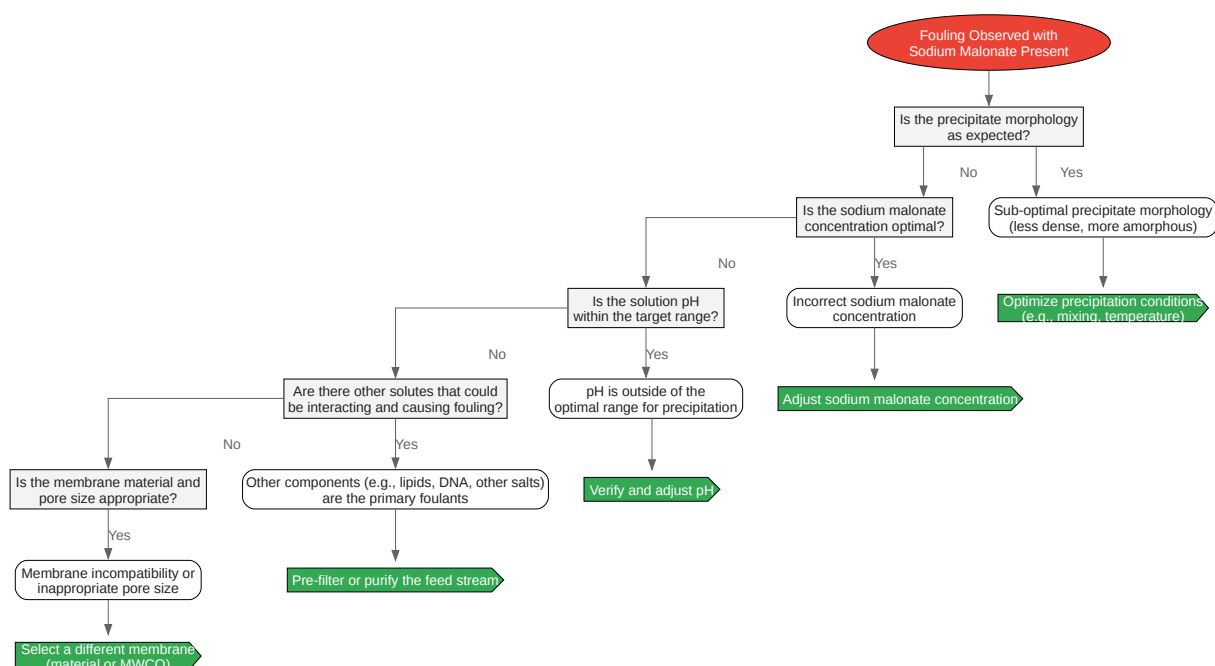 Fouling Observed with
Sodium Malonate Present
Is the precipitate morphology
as expected?
No
Yes
Is the sodium malonate
concentration optimal?
Sub-optimal precipitate morphology
(less dense, more amorphous)
No
Yes
Is the solution pH
within the target range?
Incorrect sodium malonate
concentration
Optimize precipitation conditions
(e.g., mixing, temperature)
No
Yes
Are there other solutes that could
be interacting and causing fouling?
pH is outside of the
optimal range for precipitation
Adjust sodium malonate concentration
No
Yes
Is the membrane material and
pore size appropriate?
Other components (e.g., lipids, DNA, other salts)
are the primary foulants
Verify and adjust pH
Yes
Membrane incompatibility or
inappropriate pore size
Pre-filter or purify the feed stream
Select a different membrane
(material or MWCO)